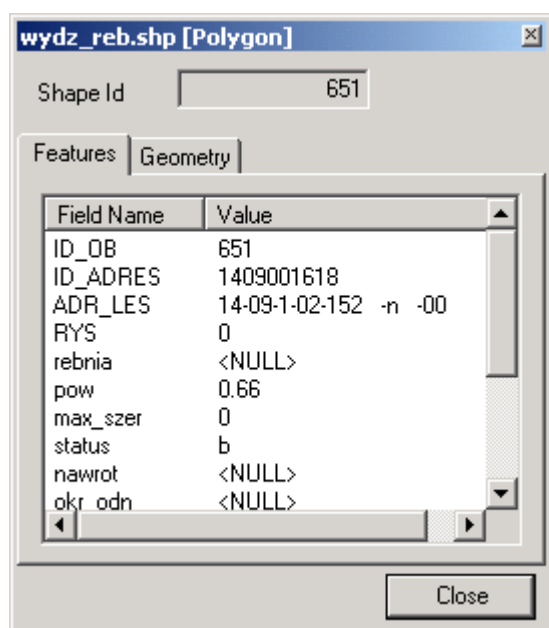 wydz_reb.shp [Polygon]
Shape Id 651
Features Geometry
Field Name Value
ID_OB 651
ID_ADRES 1409001618
ADR_LES 14-09-1-02-152 -n -00
RYS 0
rebnia <NULL>
pow 0.66
max_szer 0
status b
nawrot <NULL>
okr_odn <NULL>
Close